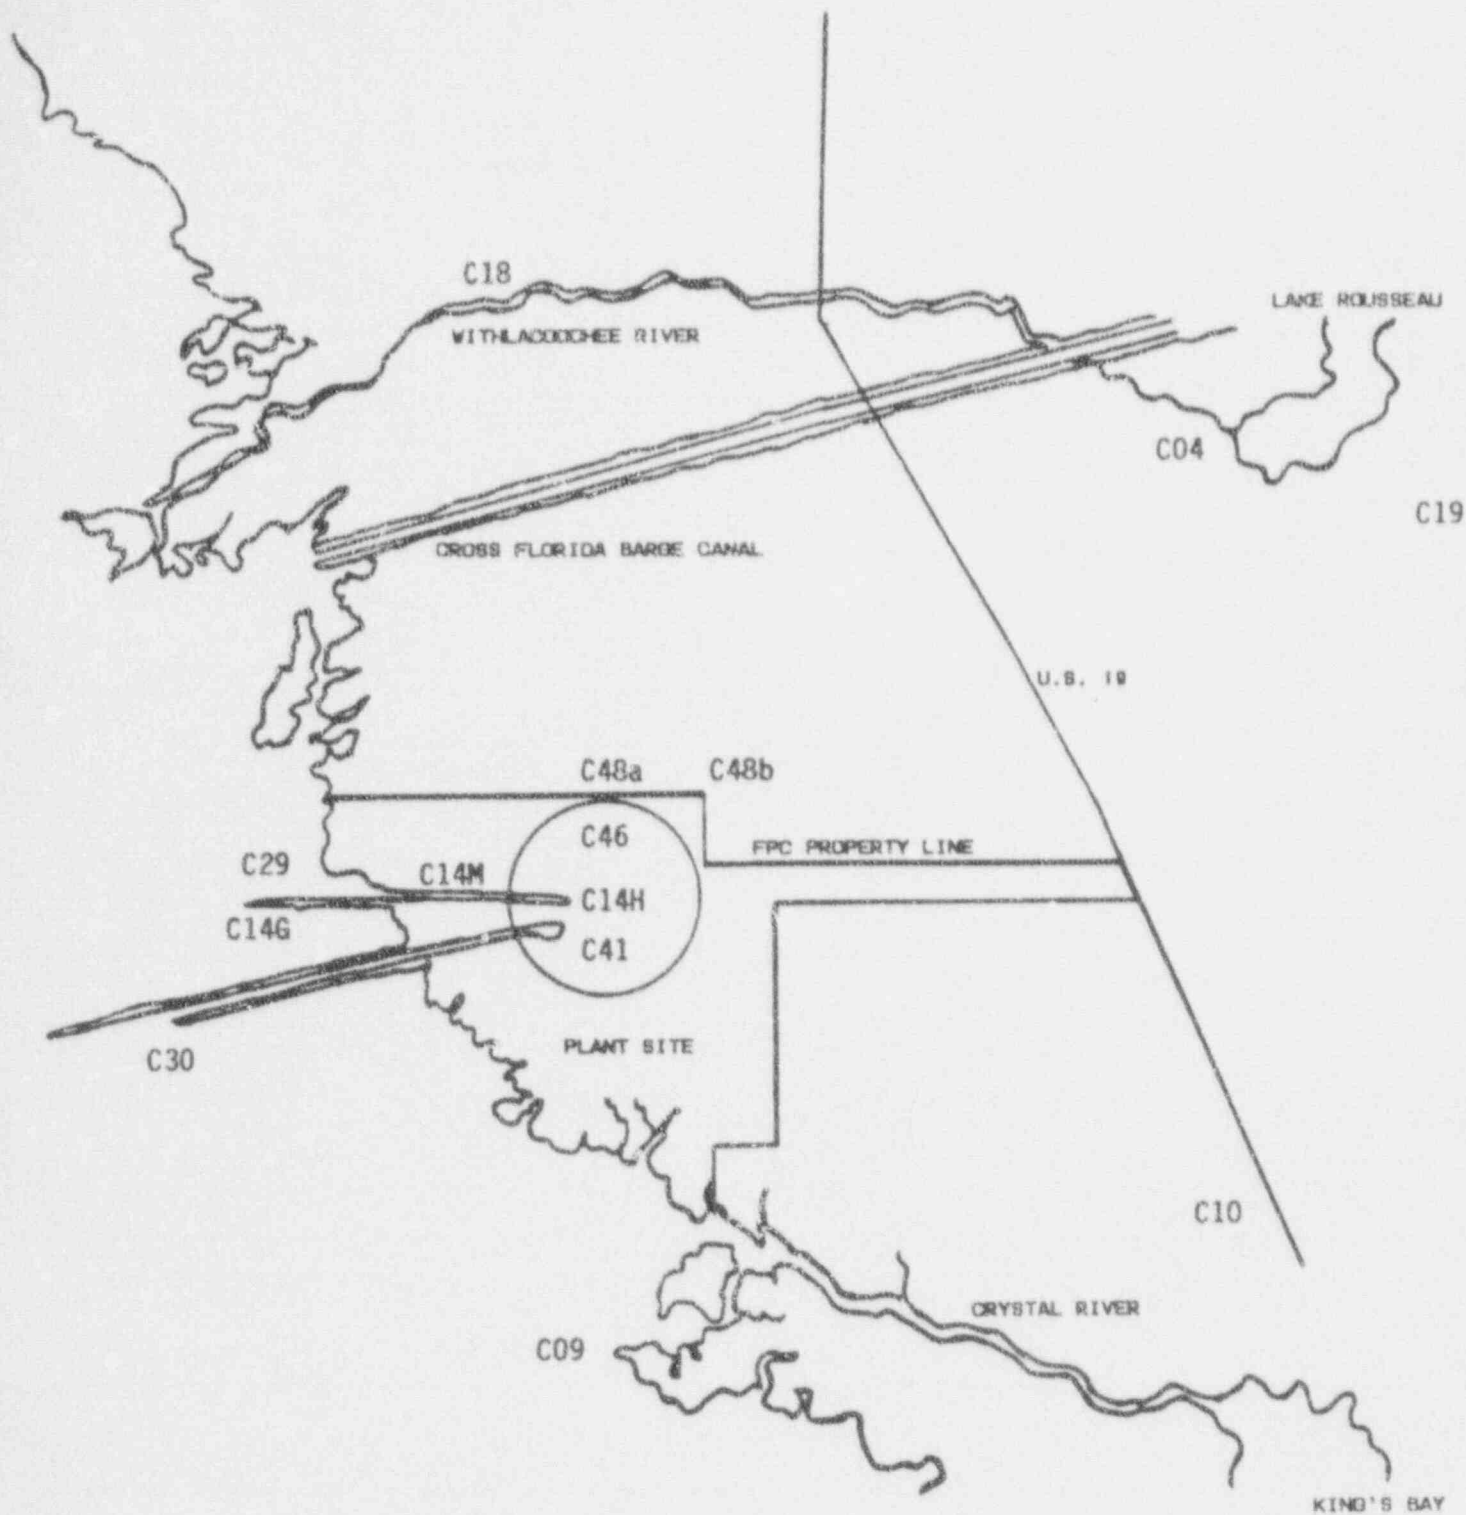 C18
LAKE ROUSSEAU
WITHLACOOCHEE RIVER
C04
C19
CROSS FLORIDA BARGE CANAL
U.S. 19
C48a
C48b
C46
FPC PROPERTY LINE
C29
C14M
C14H
C14G
C41
PLANT SITE
C30
C10
CRYSTAL RIVER
C09
KING'S BAY